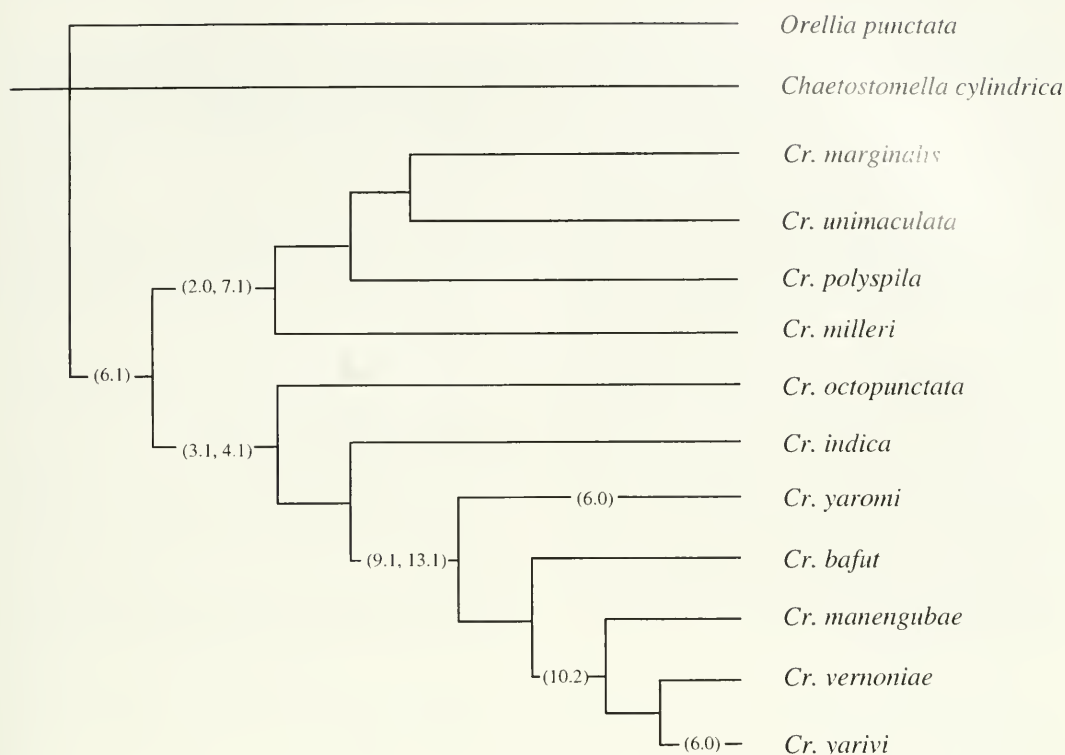 Orellia punctata
Chaetostomella cylindrica
Cr. marginalis
Cr. unimaculata
(2.0, 7.1)
Cr. polyspila
Cr. milleri
(6.1)
Cr. octopunctata
(3.1, 4.1)
Cr. indica
(6.0)
Cr. yaromi
(9.1, 13.1)
Cr. bafut
Cr. manengubae
(10.2)
Cr. vernoniae
(6.0)
Cr. yarivi